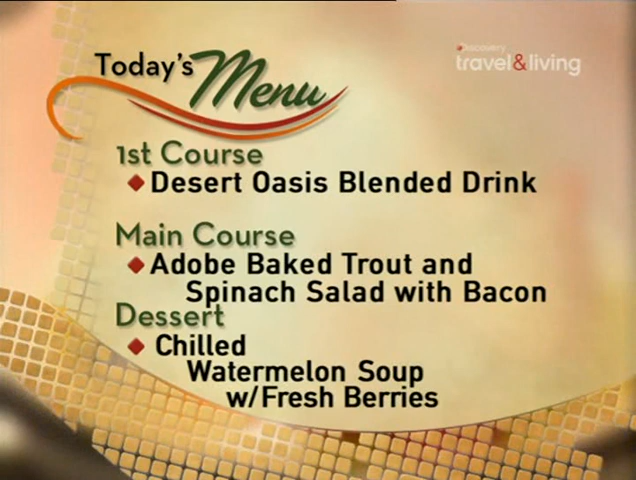 Today's Menu
Discovery
travel&living
1st Course
Desert Oasis Blended Drink
Main Course
Adobe Baked Trout and
Spinach Salad with Bacon
Dessert
Chilled
Watermelon Soup
w/Fresh Berries